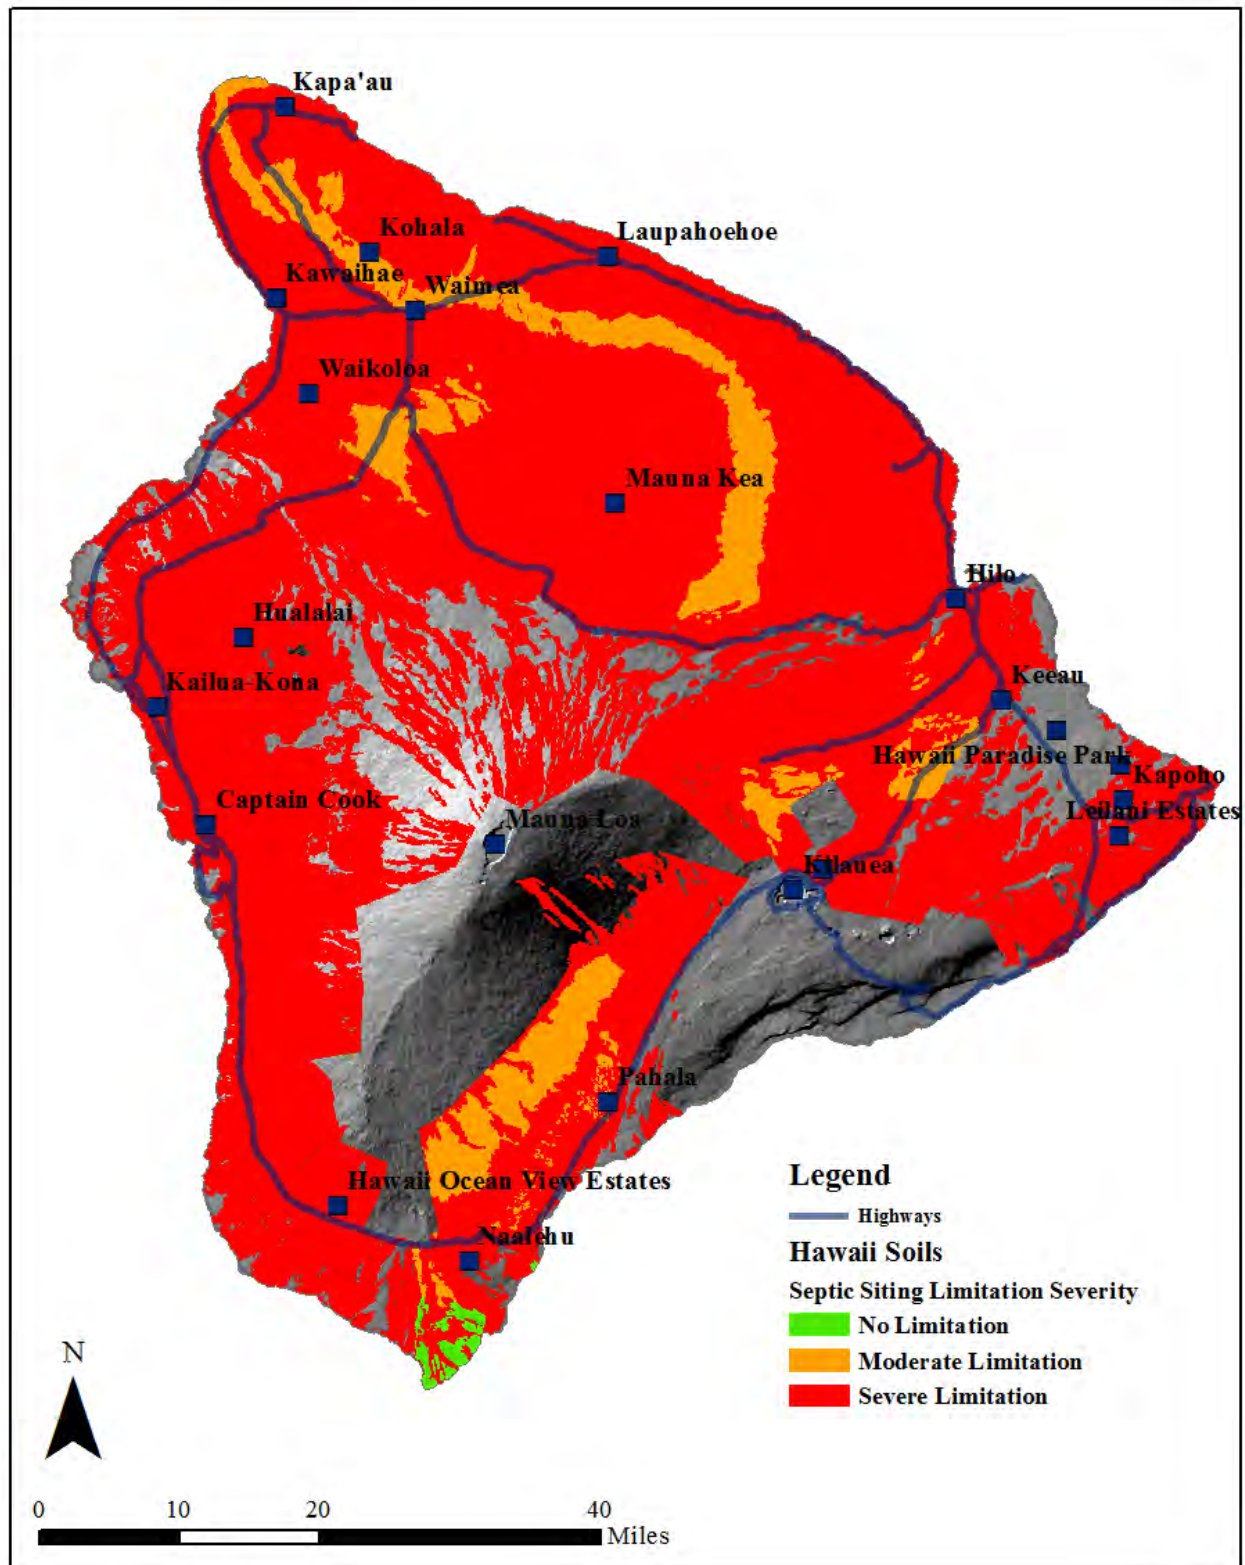 Kapa'au
Kohala
Laupahoehoe
Kawaihae
Waimea
Waikoloa
Mauna Kea
Hilo
Hualalai
Keeau
Kailua-Kona
Hawaii Paradise Park
Kapoho
Captain Cook
Leilani Estates
Mauna Loa
Kilauea
Pahala
Hawaii Ocean View Estates
Naalehu
Legend
Highways
Hawaii Soils
Septic Siting Limitation Severity
No Limitation
Moderate Limitation
Severe Limitation
N
0 10 20 40
Miles